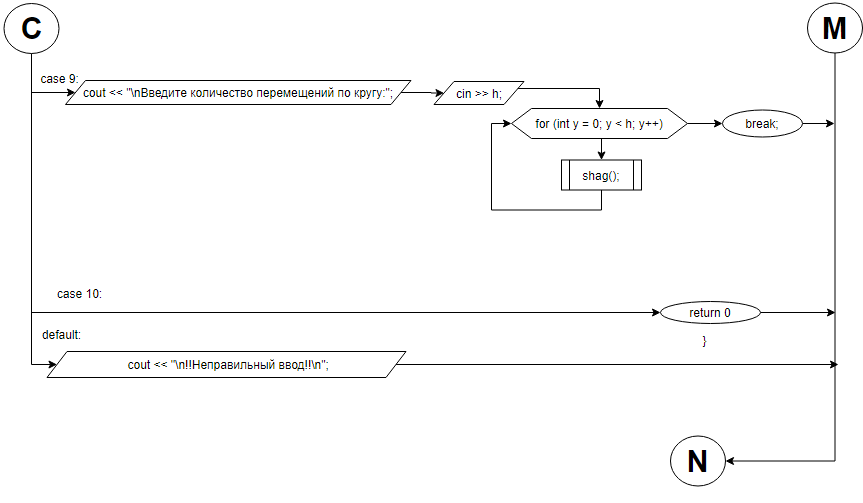 C
M
case 9:
cout << "\nВведите количество перемещений по кругу:";
cin >> h;
for (int y = 0; y < h; y++)
break;
shag();
case 10:
return 0
default:
}
cout << "\n!!Неправильный ввод!!\n";
N